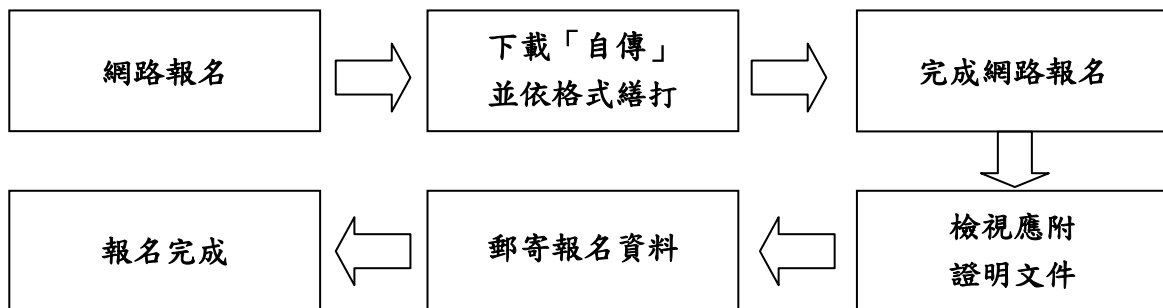 網路報名
下載「自傳」
並依格式繕打
完成網路報名
檢視應附
證明文件
郵寄報名資料
報名完成